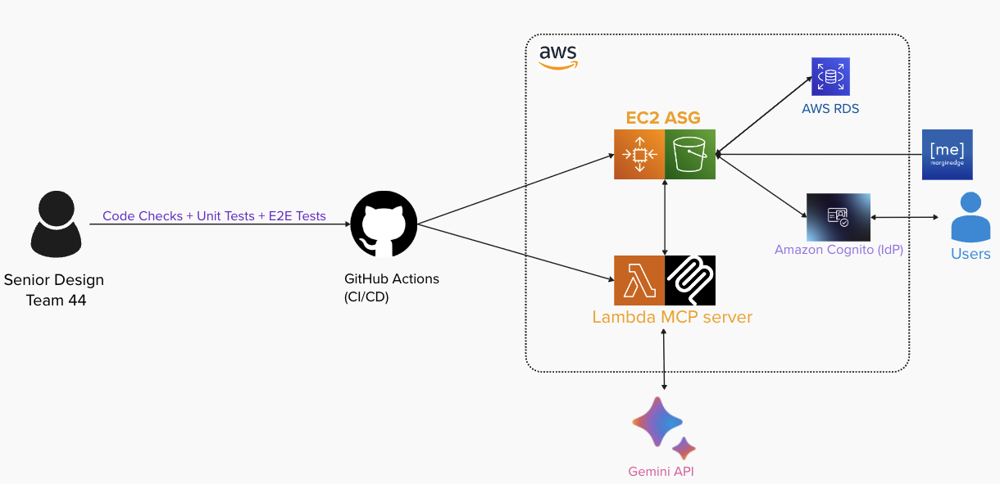 aws
EC2 ASG
AWS RDS
[me]
marginedge
Code Checks + Unit Tests + E2E Tests
Amazon Cognito (IdP)
Users
Senior Design
Team 44
GitHub Actions
(CI/CD)
Lambda MCP server
Gemini API